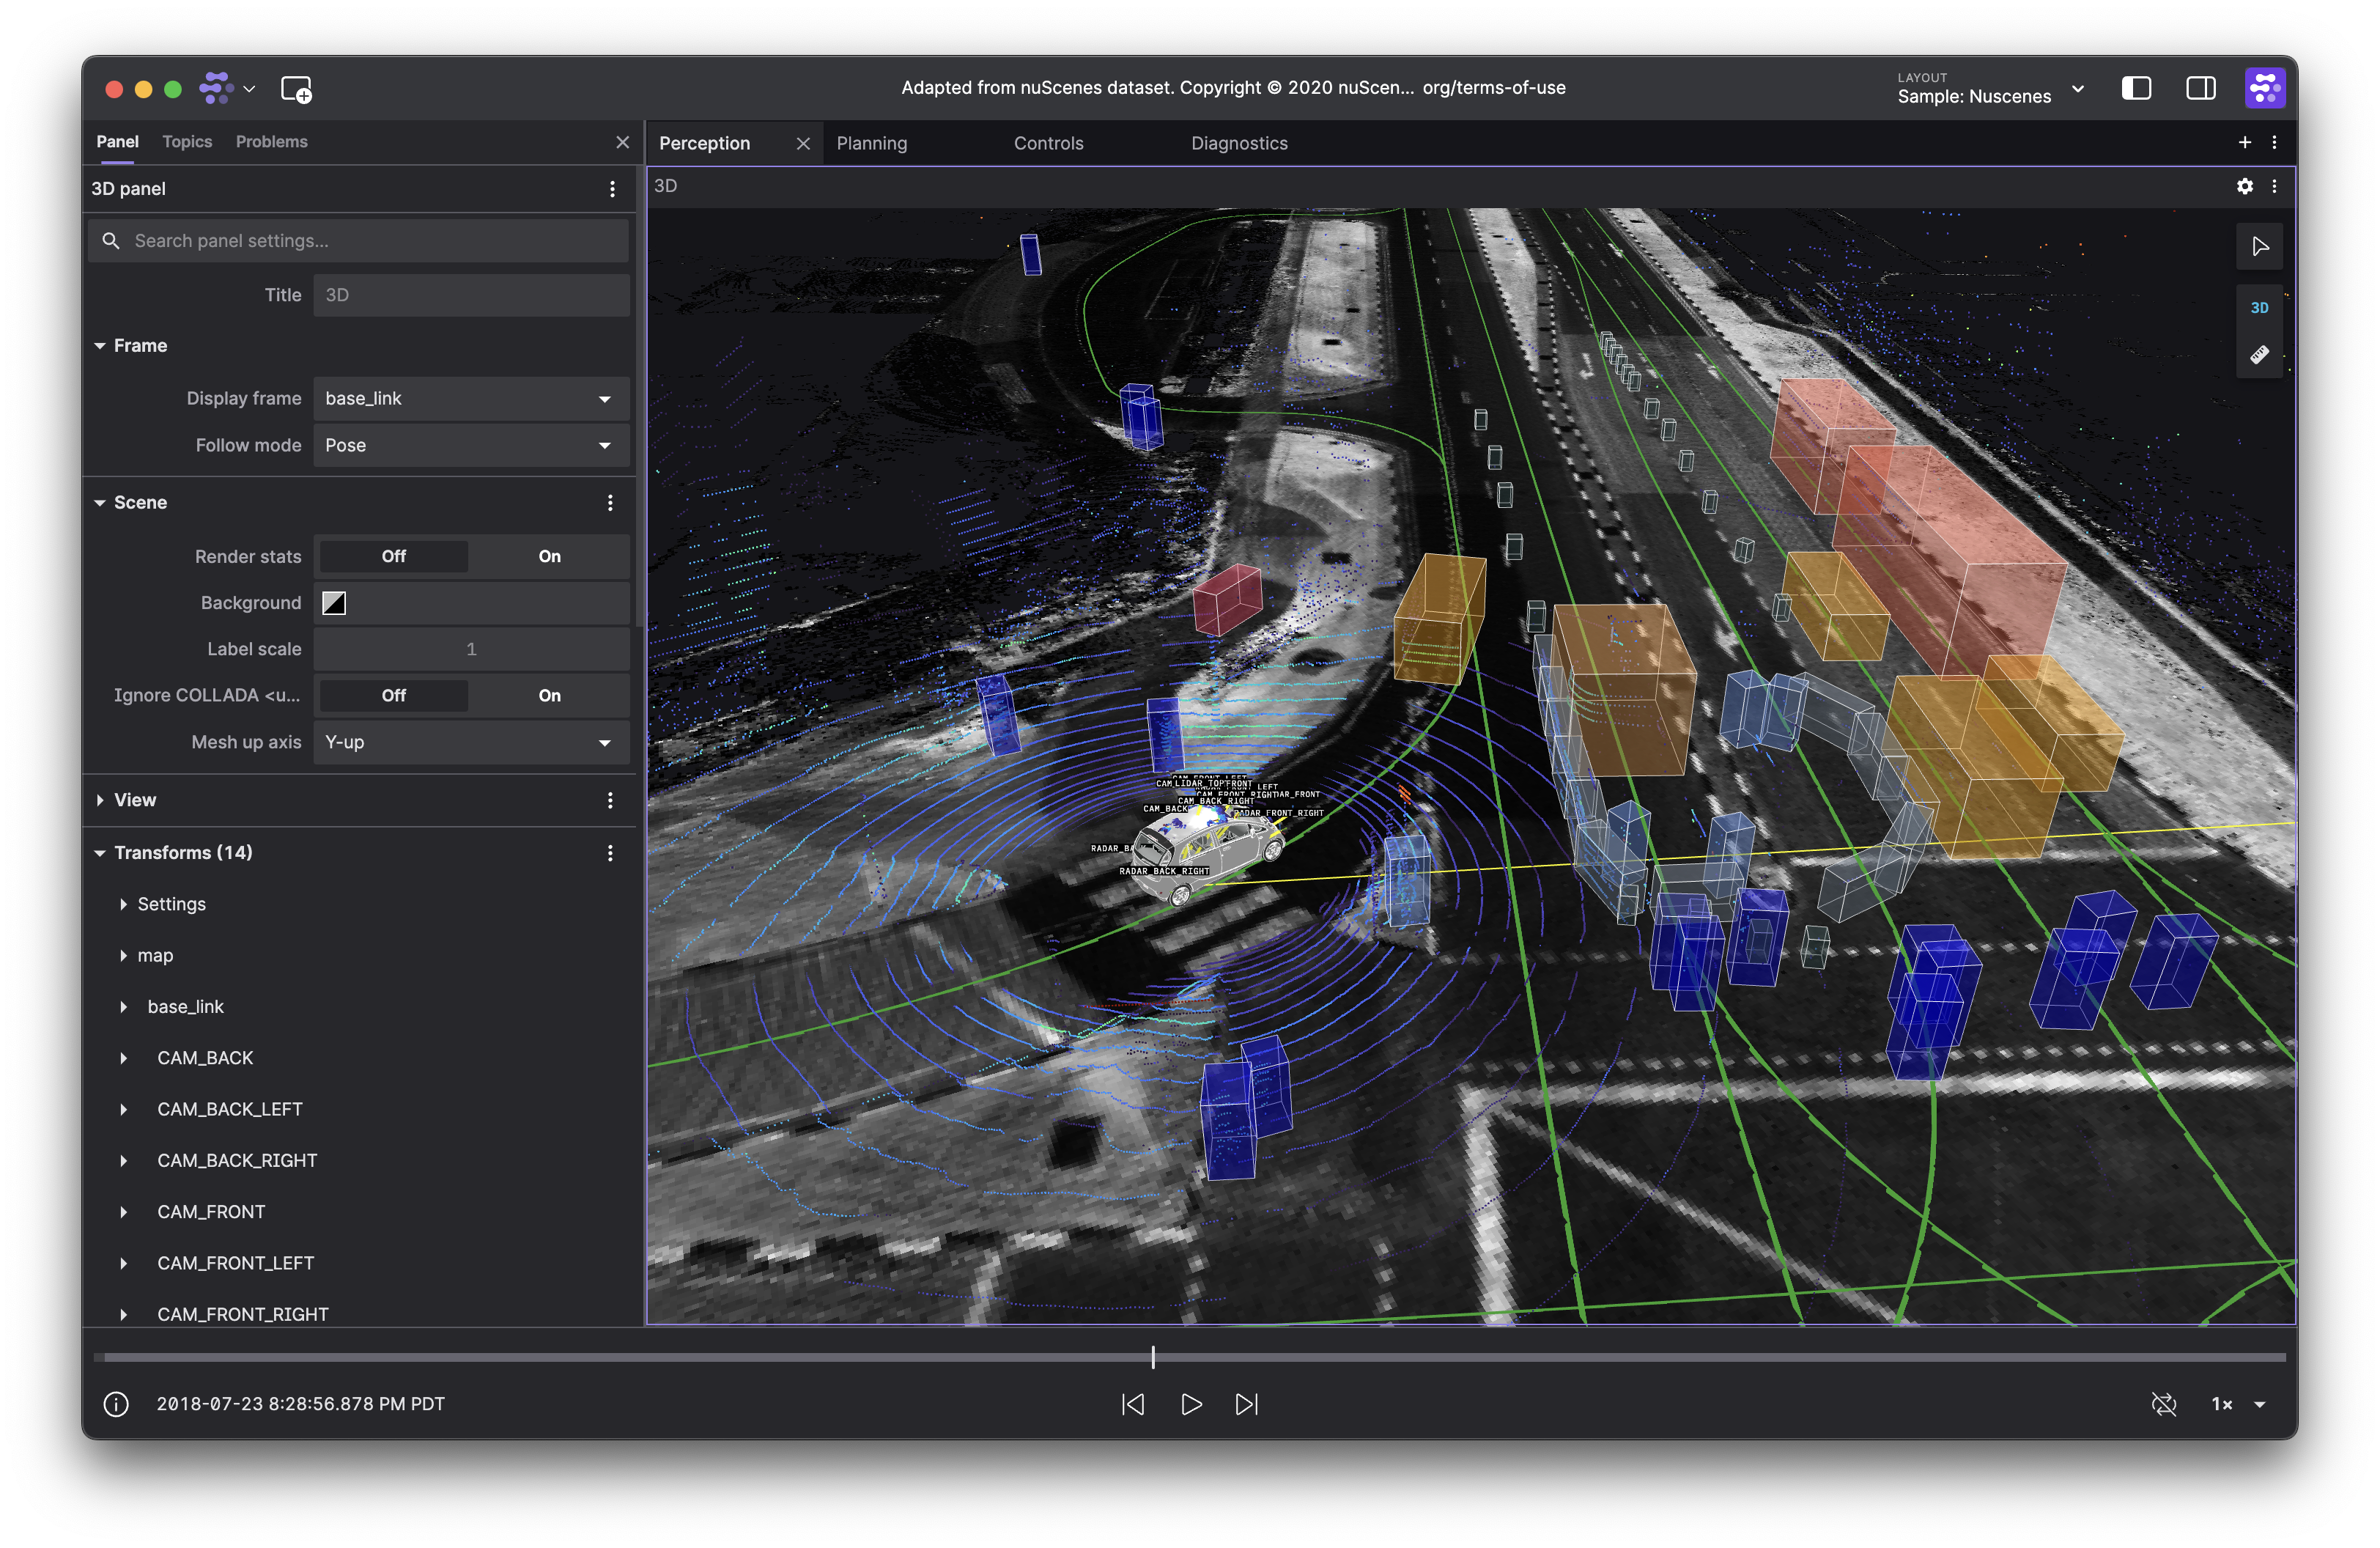 Adapted from nuScenes dataset. Copyright © 2020 nuScen... org/terms-of-use
LAYOUT
Sample: Nuscenes
Panel Topics Problems
Perception Planning Controls Diagnostics
3D panel
3D
Search panel settings...
Title 3D
3D
Frame
Display frame base_link
Follow mode Pose
Scene
Render stats Off On
Background
Label scale 1
Ignore COLLADA <u... Off On
Mesh up axis Y-up
View
Transforms (14)
Settings
map
base_link
CAM_BACK
CAM_BACK_LEFT
CAM_BACK_RIGHT
CAM_FRONT
CAM_FRONT_LEFT
CAM_FRONT_RIGHT
CAM_FRONT_LEFT
LIDAR_TOP
CAM_FRONT_RIGHT
CAM_BACK_RIGHT
CAM_BACK
RADAR_BACK_RIGHT
2018-07-23 8:28:56.878 PM PDT
1×